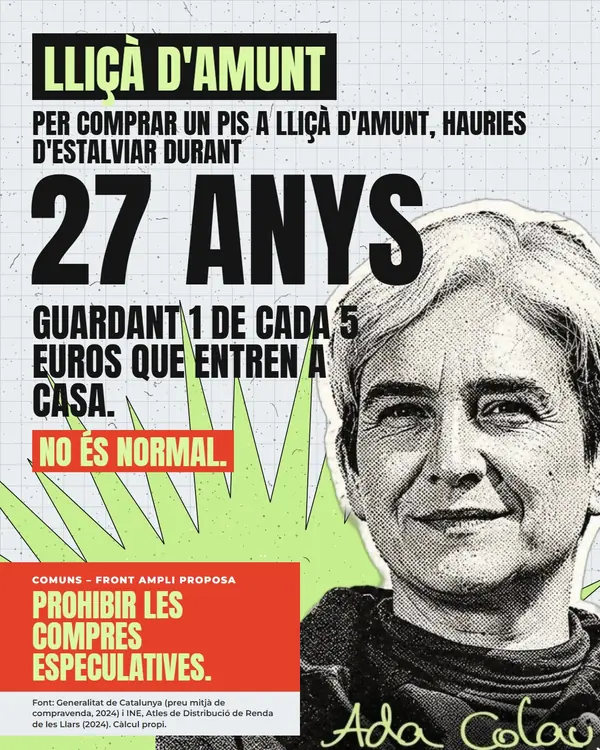 LLIÇÀ D'AMUNT
PER COMPRAR UN PIS A LLIÇÀ D'AMUNT, HAURIES
D'ESTALVIAR DURANT
27 ANYS
GUARDANT 1 DE CADA 5
EUROS QUE ENTREN A
CASA.
NO ÉS NORMAL.
COMUNS – FRONT AMPLI PROPOSA
PROHIBIR LES
COMPRES
ESPECULATIVES.
Font: Generalitat de Catalunya (preu mitjà de
compravenda, 2024) i INE, Atles de Distribució de Renda
de les Llars (2024). Càlcul propi.
Ada Colau